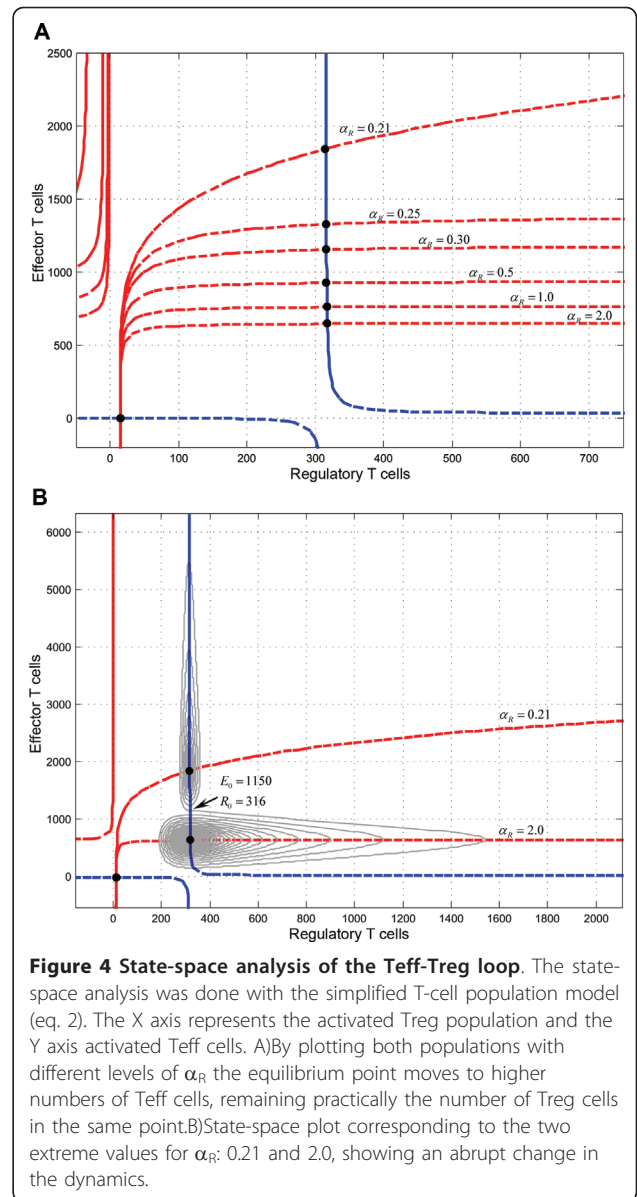 A
2500
2000
1500
1000
500
0
Effector T cells
α_R = 0.21
α_R = 0.25
α_R = 0.30
α_R = 0.5
α_R = 1.0
α_R = 2.0
0 100 200 300 400 500 600 700
Regulatory T cells
B
6000
5000
4000
3000
2000
1000
0
Effector T cells
α_R = 0.21
E_0 = 1150
R_0 = 316
α_R = 2.0
0 200 400 600 800 1000 1200 1400 1600 1800 2000
Regulatory T cells
Figure 4 State-space analysis of the Teff-Treg loop. The state-
space analysis was done with the simplified T-cell population model
(eq. 2). The X axis represents the activated Treg population and the
Y axis activated Teff cells. A)By plotting both populations with
different levels of α_R the equilibrium point moves to higher
numbers of Teff cells, remaining practically the number of Treg cells
in the same point.B)State-space plot corresponding to the two
extreme values for α_R: 0.21 and 2.0, showing an abrupt change in
the dynamics.